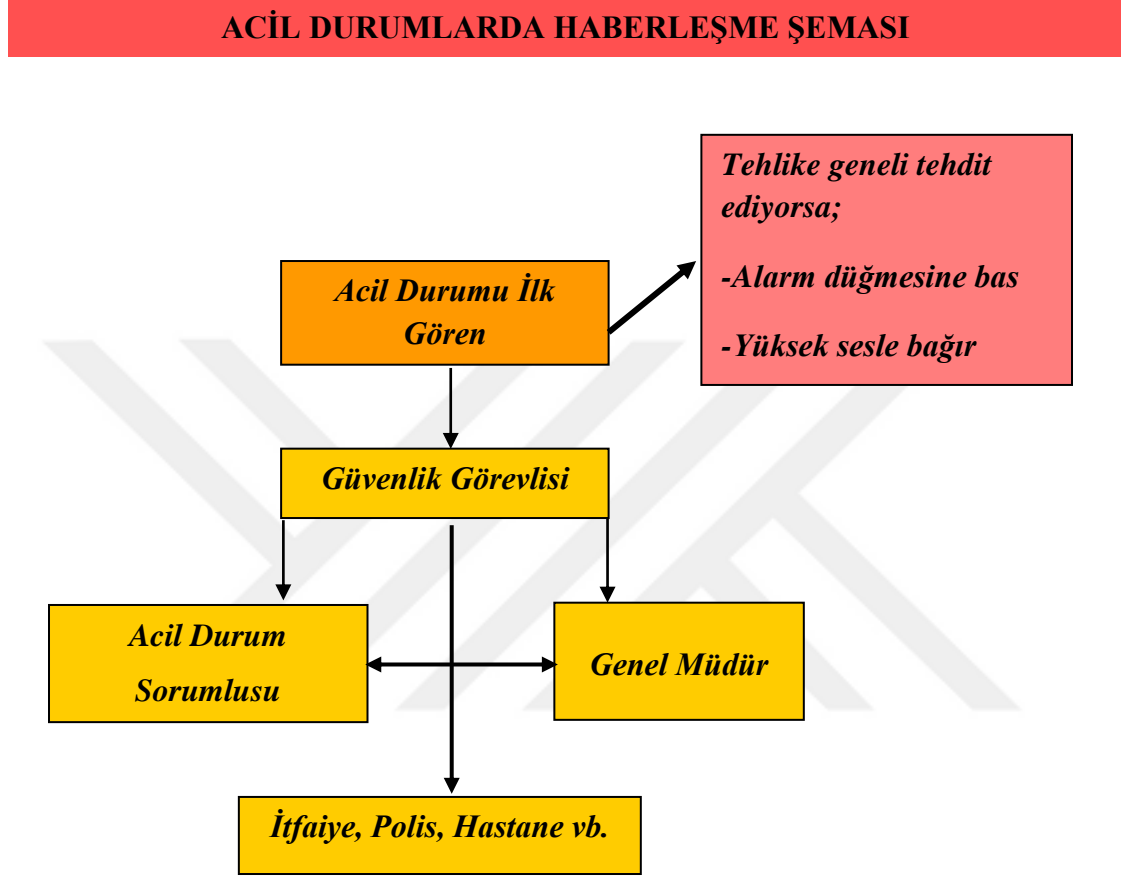 ACİL DURUMLARDA HABERLEŞME ŞEMASI
Tehlike geneli tehdit
ediyorsa;
-Alarm düğmesine bas
-Yüksek sesle bağır
Acil Durumu İlk
Gören
Güvenlik Görevlisi
Acil Durum
Sorumlusu
Genel Müdür
İtfaiye, Polis, Hastane vb.